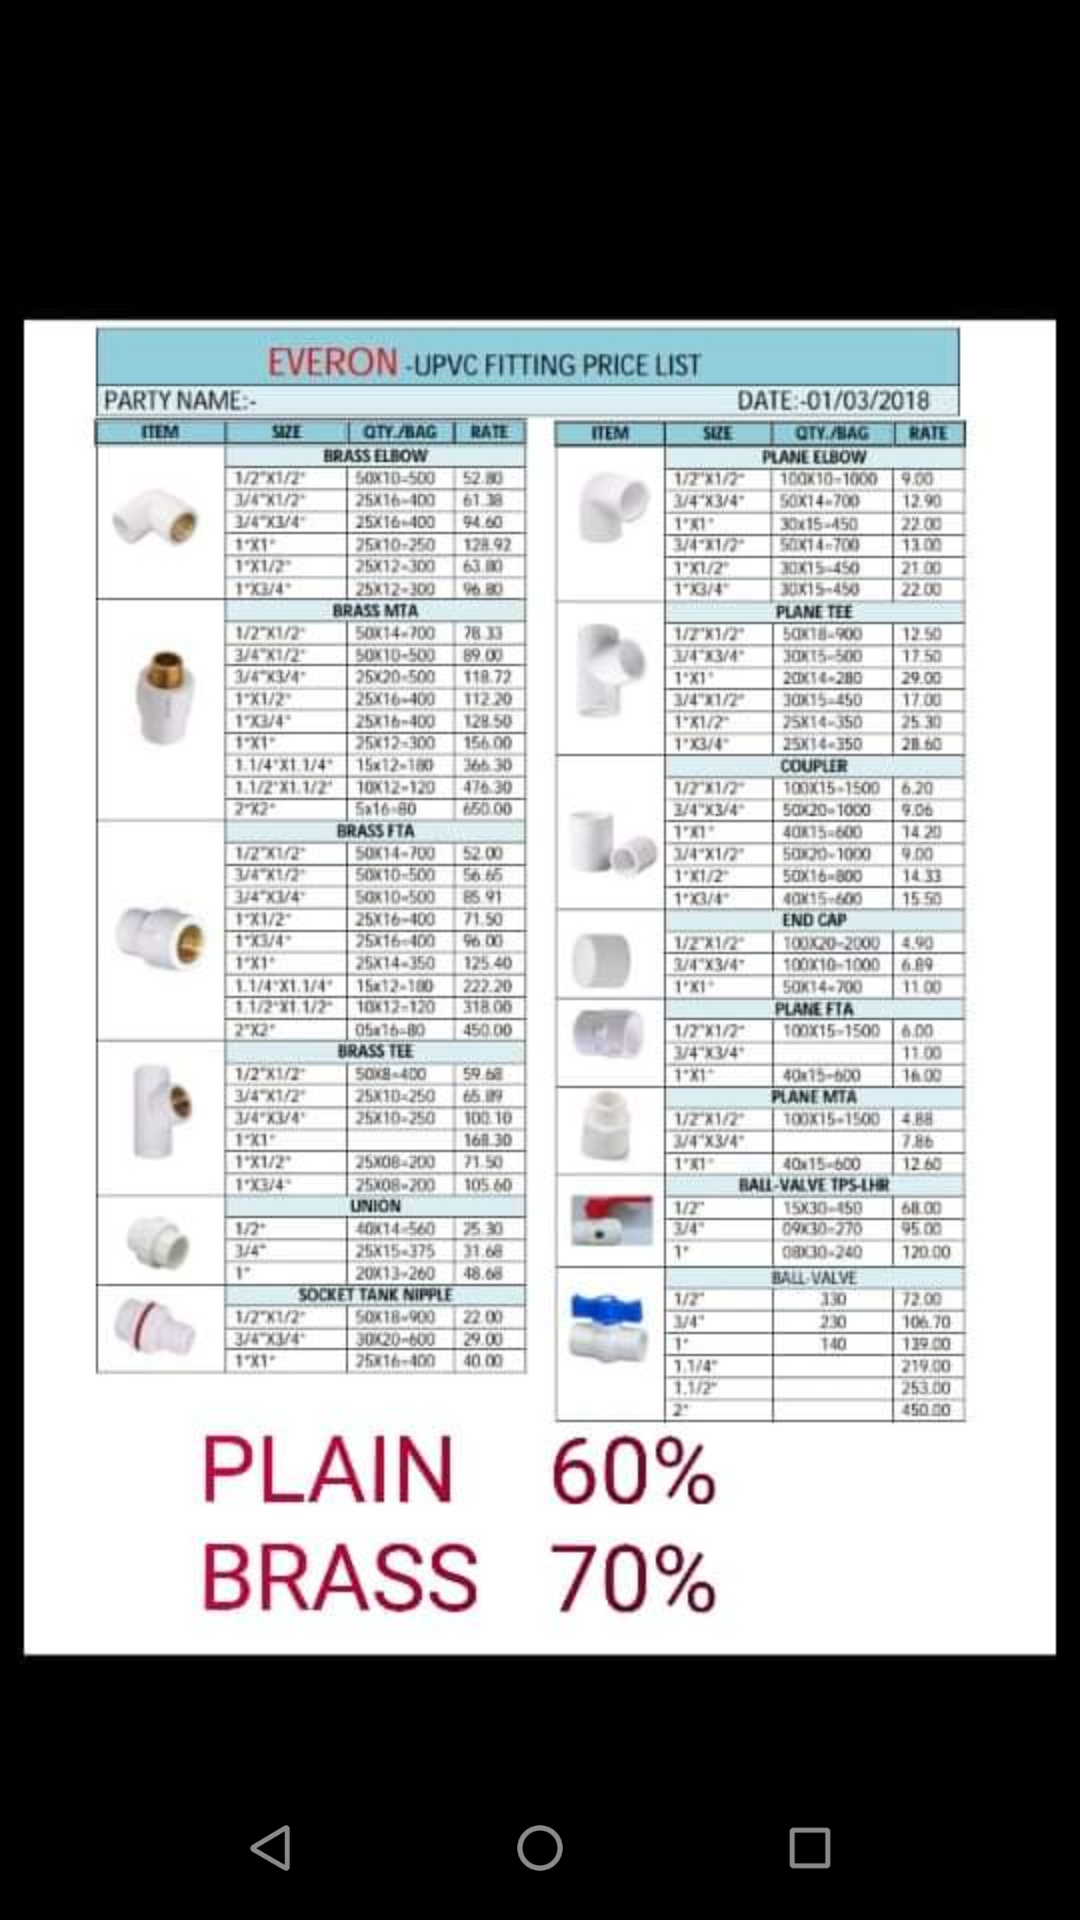 EVERON -UPVC FITTING PRICE LIST
PARTY NAME:- DATE:-01/03/2018
ITEM SIZE QTY./BAG RATE
BRASS ELBOW
1/2"X1/2" 50X10=500 52.80
3/4"X1/2" 25X16=400 61.38
3/4"X3/4" 25X16=400 94.60
1"X1" 25X10=250 128.92
1"X1/2" 25X12=300 63.80
1"X3/4" 25X12=300 96.80
BRASS MTA
1/2"X1/2" 50X14=700 78.33
3/4"X1/2" 50X10=500 89.00
3/4"X3/4" 25X20=500 118.72
1"X1/2" 25X16=400 112.20
1"X3/4" 25X16=400 128.50
1"X1" 25X12=300 156.00
1.1/4"X1.1/4" 15x12=180 366.30
1.1/2"X1.1/2" 10X12=120 476.30
2"X2" 5x16=80 650.00
BRASS FTA
1/2"X1/2" 50X14=700 52.00
3/4"X1/2" 50X10=500 56.65
3/4"X3/4" 50X10=500 85.91
1"X1/2" 25X16=400 71.50
1"X3/4" 25X16=400 96.00
1"X1" 25X14=350 125.40
1.1/4"X1.1/4" 15x12=180 222.20
1.1/2"X1.1/2" 10X12=120 318.00
2"X2" 05x16=80 450.00
BRASS TEE
1/2"X1/2" 50X8=400 59.68
3/4"X1/2" 25X10=250 65.89
3/4"X3/4" 25X10=250 100.10
1"X1" 168.30
1"X1/2" 25X08=200 71.50
1"X3/4" 25X08=200 105.60
UNION
1/2" 40X14=560 25.30
3/4" 25X15=375 31.68
1" 20X13=260 48.68
SOCKET TANK NIPPLE
1/2"X1/2" 50X18=900 22.00
3/4"X3/4" 30X20=600 29.00
1"X1" 25X16=400 40.00
ITEM SIZE QTY./BAG RATE
PLANE ELBOW
1/2"X1/2" 100X10=1000 9.00
3/4"X3/4" 50X14=700 12.90
1"X1" 30x15=450 22.00
3/4"X1/2" 50X14=700 13.00
1"X1/2" 30X15=450 21.00
1"X3/4" 30X15=450 22.00
PLANE TEE
1/2"X1/2" 50X18=900 12.50
3/4"X3/4" 30X15=500 17.50
1"X1" 20X14=280 29.00
3/4"X1/2" 30X15=450 17.00
1"X1/2" 25X14=350 25.30
1"X3/4" 25X14=350 28.60
COUPLER
1/2"X1/2" 100X15=1500 6.20
3/4"X3/4" 50X20=1000 9.06
1"X1" 40X15=600 14.20
3/4"X1/2" 50X20=1000 9.00
1"X1/2" 50X16=800 14.33
1"X3/4" 40X15=600 15.50
END CAP
1/2"X1/2" 100X20=2000 4.90
3/4"X3/4" 100X10=1000 6.89
1"X1" 50X14=700 11.00
PLANE FTA
1/2"X1/2" 100X15=1500 6.00
3/4"X3/4" 11.00
1"X1" 40x15=600 16.00
PLANE MTA
1/2"X1/2" 100X15=1500 4.88
3/4"X3/4" 7.86
1"X1" 40x15=600 12.60
BALL-VALVE TPS-LHR
1/2" 15X30=450 68.00
3/4" 09X30=270 95.00
1" 08X30=240 120.00
BALL-VALVE
1/2" 330 72.00
3/4" 230 106.70
1" 140 139.00
1.1/4" 219.00
1.1/2" 253.00
2" 450.00
PLAIN 60%
BRASS 70%